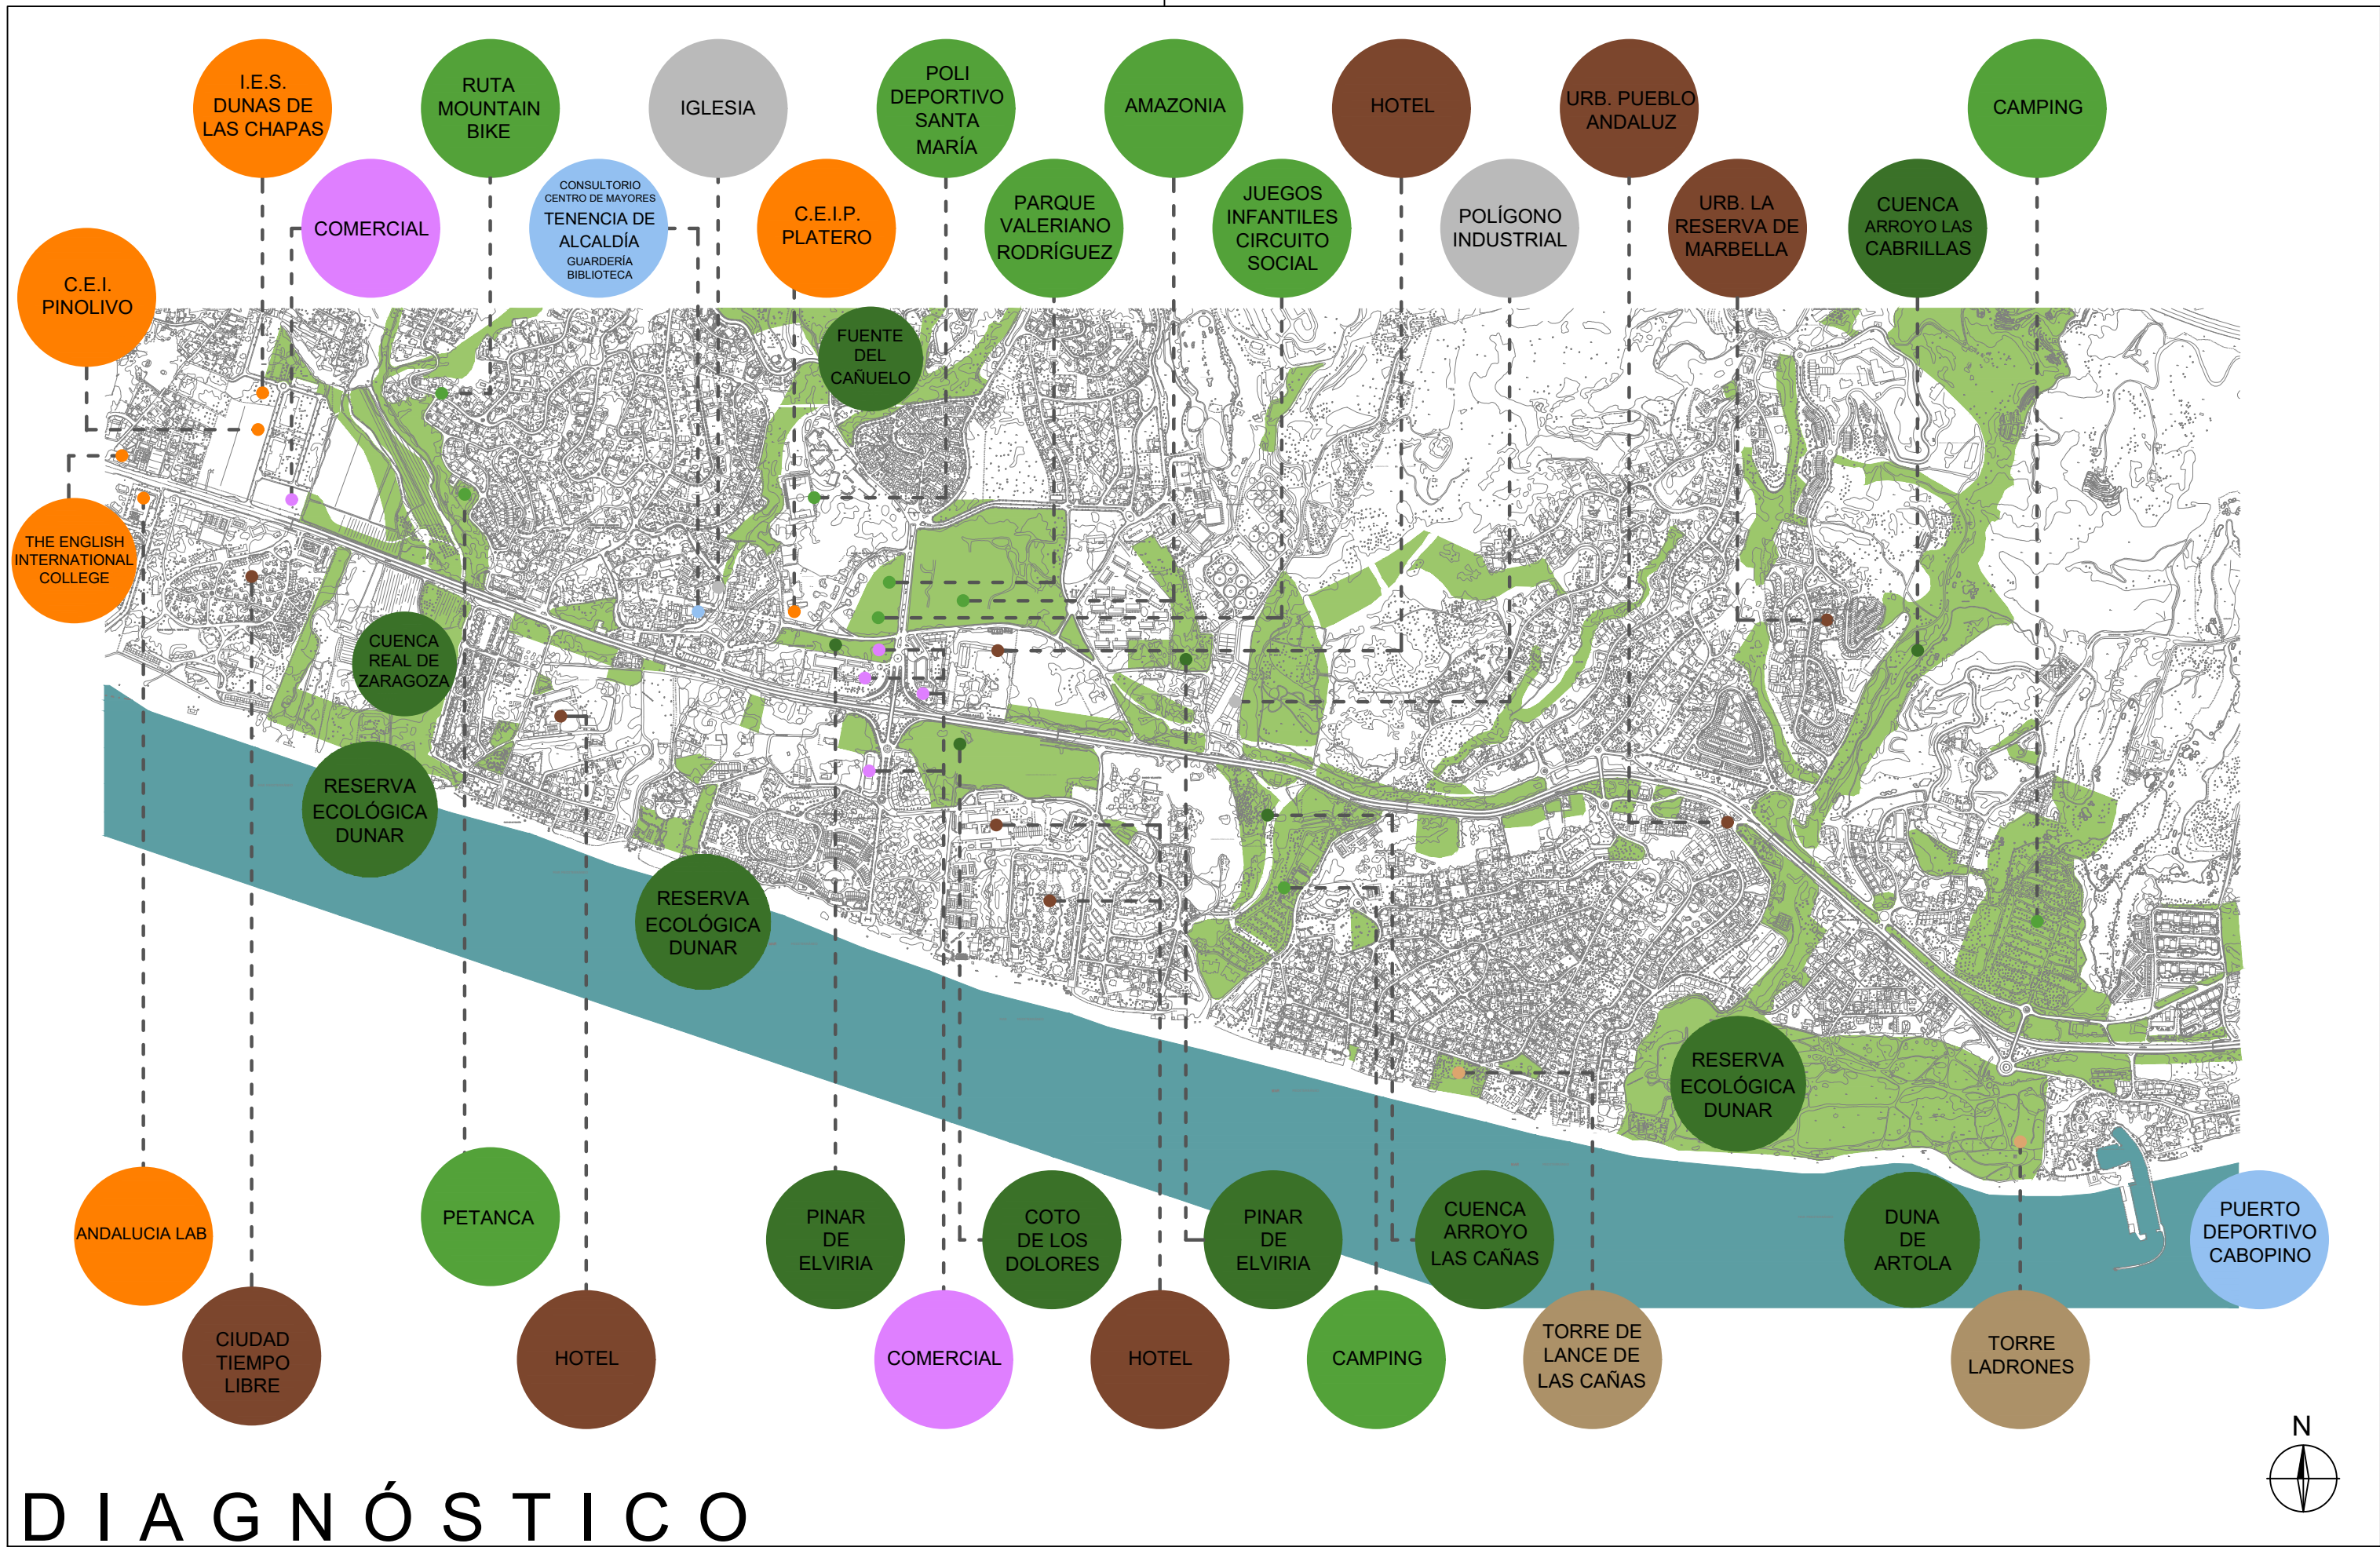 I.E.S.
DUNAS DE
LAS CHAPAS
RUTA
MOUNTAIN
BIKE
IGLESIA
POLI
DEPORTIVO
SANTA
MARÍA
AMAZONIA
HOTEL
URB. PUEBLO
ANDALUZ
CAMPING
COMERCIAL
CONSULTORIO
CENTRO DE MAYORES
TENENCIA DE
ALCALDÍA
GUARDERÍA
BIBLIOTECA
C.E.I.P.
PLATERO
PARQUE
VALERIANO
RODRÍGUEZ
JUEGOS
INFANTILES
CIRCUITO
SOCIAL
POLÍGONO
INDUSTRIAL
URB. LA
RESERVA DE
MARBELLA
CUENCA
ARROYO LAS
CABRILLAS
C.E.I.
PINOLIVO
FUENTE
DEL
CAÑUELO
THE ENGLISH
INTERNATIONAL
COLLEGE
CUENCA
REAL DE
ZARAGOZA
RESERVA
ECOLÓGICA
DUNAR
RESERVA
ECOLÓGICA
DUNAR
RESERVA
ECOLÓGICA
DUNAR
ANDALUCIA LAB
PETANCA
PINAR
DE
ELVIRIA
COTO
DE LOS
DOLORES
PINAR
DE
ELVIRIA
CUENCA
ARROYO
LAS CAÑAS
DUNA
DE
ARTOLA
PUERTO
DEPORTIVO
CABOPINO
CIUDAD
TIEMPO
LIBRE
HOTEL
COMERCIAL
HOTEL
CAMPING
TORRE DE
LANCE DE
LAS CAÑAS
TORRE
LADRONES
N
DIAGNÓSTICO